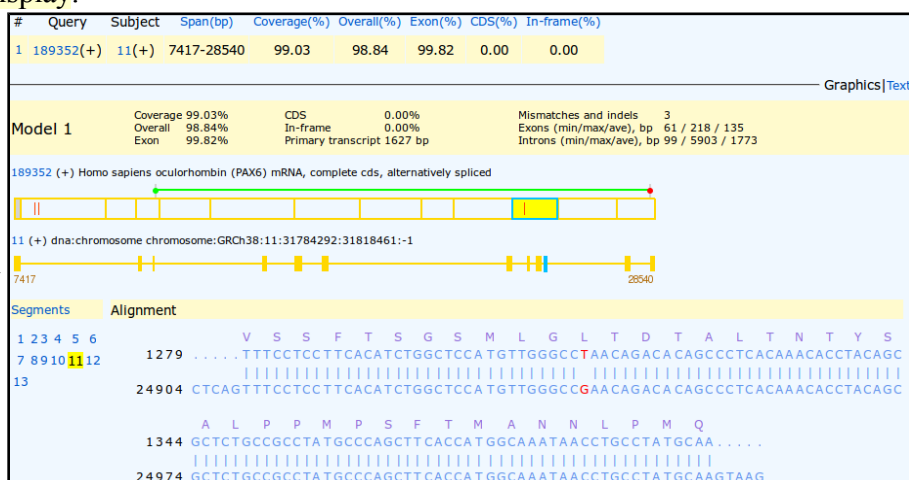 display:
# Query Subject Span(bp) Coverage(%) Overall(%) Exon(%) CDS(%) In-frame(%)
1 189352(+) 11(+) 7417-28540 99.03 98.84 99.82 0.00 0.00
Graphics|Text
Model 1
Coverage 99.03% CDS 0.00% Mismatches and indels 3
Overall 98.84% In-frame 0.00% Exons (min/max/ave), bp 61 / 218 / 135
Exon 99.82% Primary transcript 1627 bp Introns (min/max/ave), bp 99 / 5903 / 1773
189352 (+) Homo sapiens oculorhombin (PAX6) mRNA, complete cds, alternatively spliced
11 (+) dna:chromosome chromosome:GRCh38:11:31784292:31818461:-1
7417 28540
Segments Alignment
1 2 3 4 5 6
7 8 9 10 11 12
13
V S S F T S G S M L G L T D T A L T N T Y S
1279 .....TTTCCTCCTTCACATCTGGCTCCATGTTGGGCCTAACAGACACAGCCCTCACAAACACCTACAGC
24904 CTCAGTTTCCTCCTTCACATCTGGCTCCATGTTGGGCCGAACAGACACAGCCCTCACAAACACCTACAGC
A L P P M P S F T M A N N L P M Q
1344 GCTCTGCCGCCTATGCCCAGCTTCACCATGGCAAATAACCTGCCTATGCAA.....
24974 GCTCTGCCGCCTATGCCCAGCTTCACCATGGCAAATAACCTGCCTATGCAAGTAAG